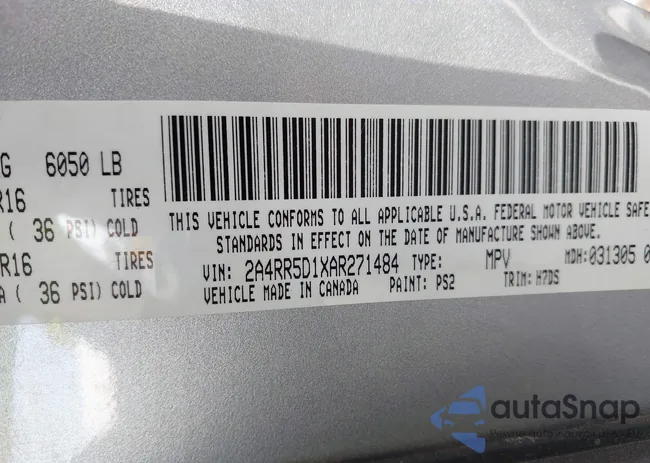 G 6050 LB
R16 TIRES
( 36 PSI) COLD
R16 TIRES
A ( 36 PSI) COLD
THIS VEHICLE CONFORMS TO ALL APPLICABLE U.S.A. FEDERAL MOTOR VEHICLE SAFE
STANDARDS IN EFFECT ON THE DATE OF MANUFACTURE SHOWN ABOVE.
VIN: 2A4RR5D1XAR271484 TYPE: MPV MDH:031305 0
VEHICLE MADE IN CANADA PAINT: PS2 TRIM: H7DS
autaSnap